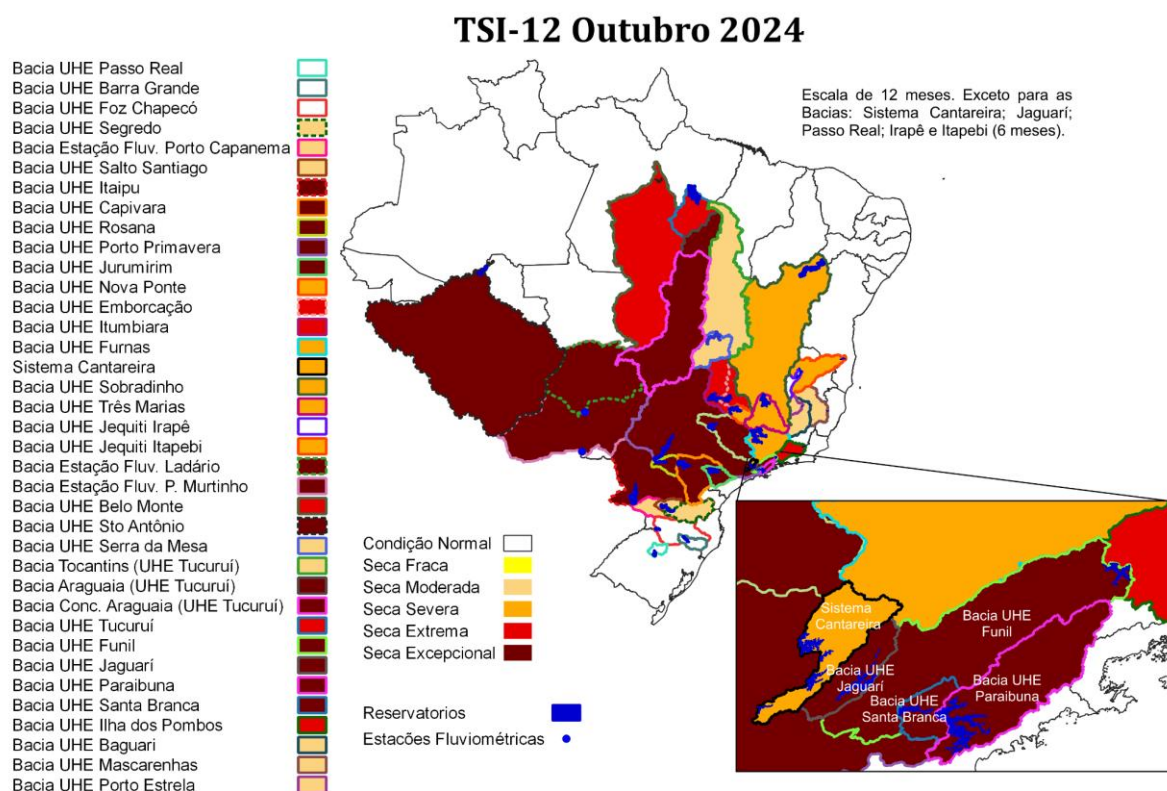 TSI-12 Outubro 2024
Bacia UHE Passo Real
Bacia UHE Barra Grande
Bacia UHE Foz Chapecó
Bacia UHE Segredo
Bacia Estação Fluv. Porto Capanema
Bacia UHE Salto Santiago
Bacia UHE Itaipu
Bacia UHE Capivara
Bacia UHE Rosana
Bacia UHE Porto Primavera
Bacia UHE Jurumirim
Bacia UHE Nova Ponte
Bacia UHE Emborcação
Bacia UHE Itumbiara
Bacia UHE Furnas
Sistema Cantareira
Bacia UHE Sobradinho
Bacia UHE Três Marias
Bacia UHE Jequiti Irapê
Bacia UHE Jequiti Itapebi
Bacia Estação Fluv. Ladário
Bacia Estação Fluv. P. Murtinho
Bacia UHE Belo Monte
Bacia UHE Sto Antônio
Bacia UHE Serra da Mesa
Bacia Tocantins (UHE Tucuruí)
Bacia Araguaia (UHE Tucuruí)
Bacia Conc. Araguaia (UHE Tucuruí)
Bacia UHE Tucuruí
Bacia UHE Funil
Bacia UHE Jaguarí
Bacia UHE Paraibuna
Bacia UHE Santa Branca
Bacia UHE Ilha dos Pombos
Bacia UHE Baguari
Bacia UHE Mascarenhas
Bacia UHE Porto Estrela
Escala de 12 meses. Exceto para as
Bacias: Sistema Cantareira; Jaguarí;
Passo Real; Irapê e Itapebi (6 meses).
Condição Normal
Seca Fraca
Seca Moderada
Seca Severa
Seca Extrema
Seca Excepcional
Reservatorios
Estacões Fluviométricas
Sistema
Cantareira
Bacia UHE
Funil
Bacia UHE
Jaguarí
Bacia UHE
Santa Branca
Bacia UHE
Paraibuna